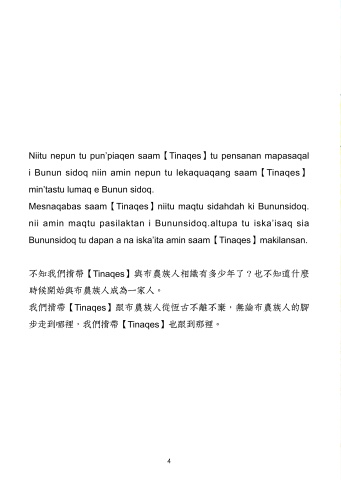 Niitu nepun tu pun'piaqen saam【Tinaqes】tu pensanan mapasaqal
i Bunun sidoq niin amin nepun tu lekaquaqang saam【Tinaqes】
min'tastu lumaq e Bunun sidoq.
Mesnaqabas saam【Tinaqes】niitu maqtu sidahdah ki Bununsidoq.
nii amin maqtu pasilaktan i Bununsidoq.altupa tu iska'isaq sia
Bununsidoq tu dapan a na iska'ita amin saam【Tinaqes】makilansan.
不知我們揹帶【Tinaqes】與布農族人相識有多少年了？也不知道什麼
時候開始與布農族人成為一家人。
我們揹帶【Tinaqes】跟布農族人從恆古不離不棄，無論布農族人的腳
步走到哪裡，我們揹帶【Tinaqes】也跟到那裡。
4